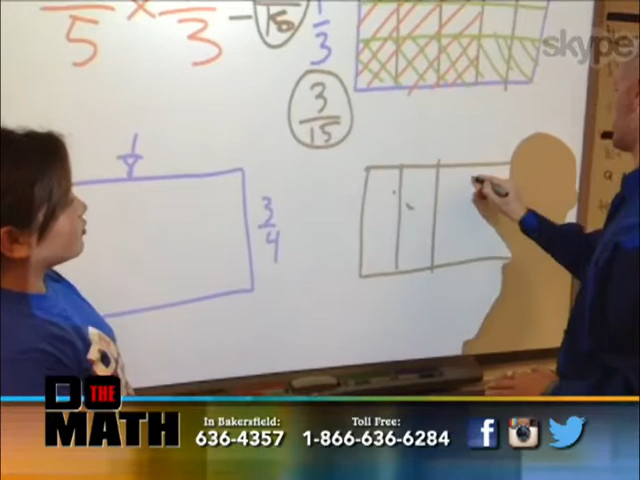 5 × 3 = 15
1/3
skype
3/15
3/4
DO THE MATH
In Bakersfield:
636-4357
Toll Free:
1-866-636-6284